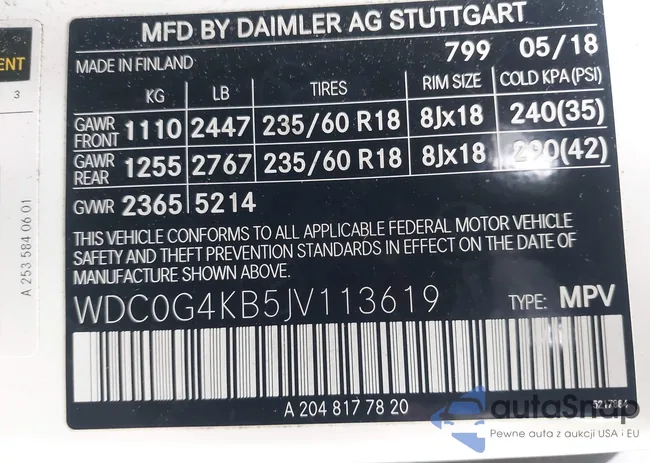 MFD BY DAIMLER AG STUTTGART
MADE IN FINLAND 799 05/18
KG LB TIRES RIM SIZE COLD KPA(PSI)
GAWR FRONT 1110 2447 235/60 R18 8Jx18 240(35)
GAWR REAR 1255 2767 235/60 R18 8Jx18 290(42)
GVWR 2365 5214
THIS VEHICLE CONFORMS TO ALL APPLICABLE FEDERAL MOTOR VEHICLE
SAFETY AND THEFT PREVENTION STANDARDS IN EFFECT ON THE DATE OF
MANUFACTURE SHOWN ABOVE.
WDC0G4KB5JV113619 TYPE: MPV
A 204 817 78 20
ENT
3
A 253 584 06 01
autaSnap
Pewne auta z aukcji USA i EU